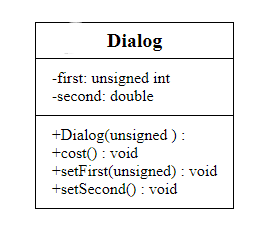 Dialog
-first: unsigned int
-second: double
+Dialog(unsigned ) :
+cost() : void
+setFirst(unsigned) : void
+setSecond() : void